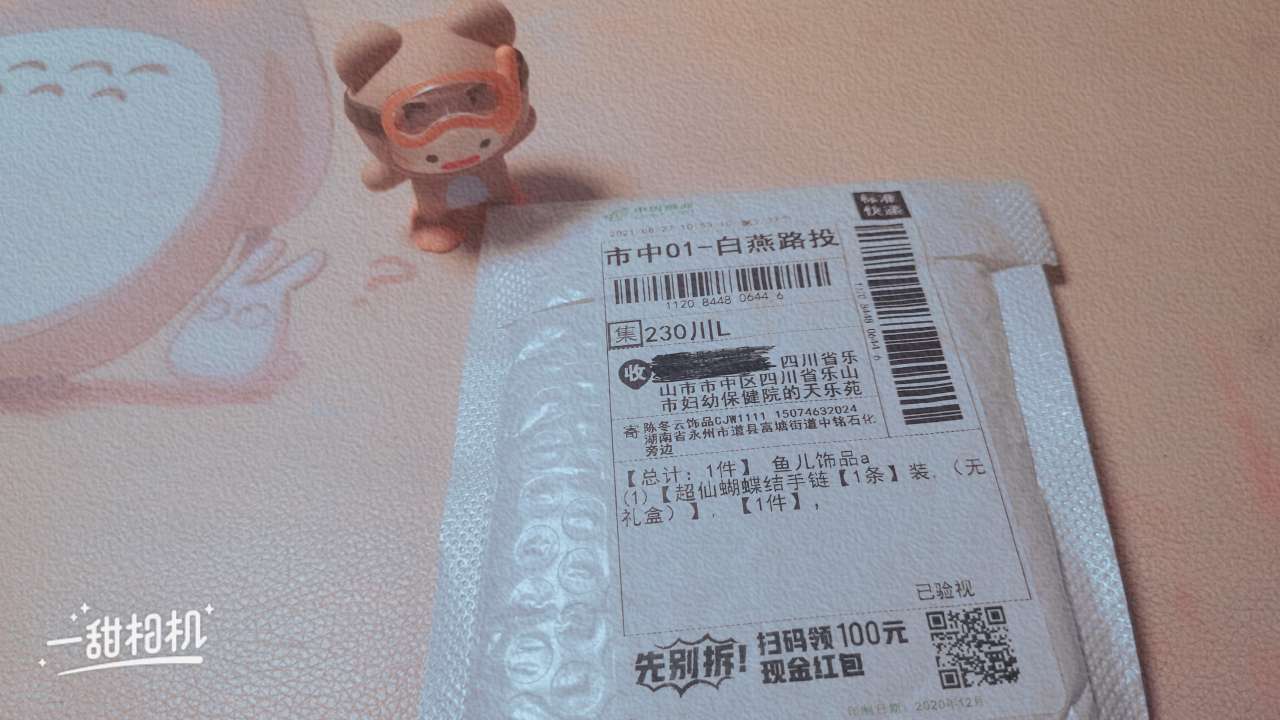 中国邮政
标准
快递
市中01-白燕路投
1120 8448 0644 6
1120 8448 0644 6
集 230川L
收 四川省乐
山市市中区四川省乐山
市妇幼保健院的天乐苑
寄 陈冬云饰品CJW1111 15074632024
湖南省永州市道县富塘街道中铭石化
旁边
【总计：1件】 鱼儿饰品a
(1)【超仙蝴蝶结手链【1条】装,（无
礼盒）】, 【1件】,
已验视
先别拆! 扫码领100元
现金红包
印制日期：2020年12月
一甜相机